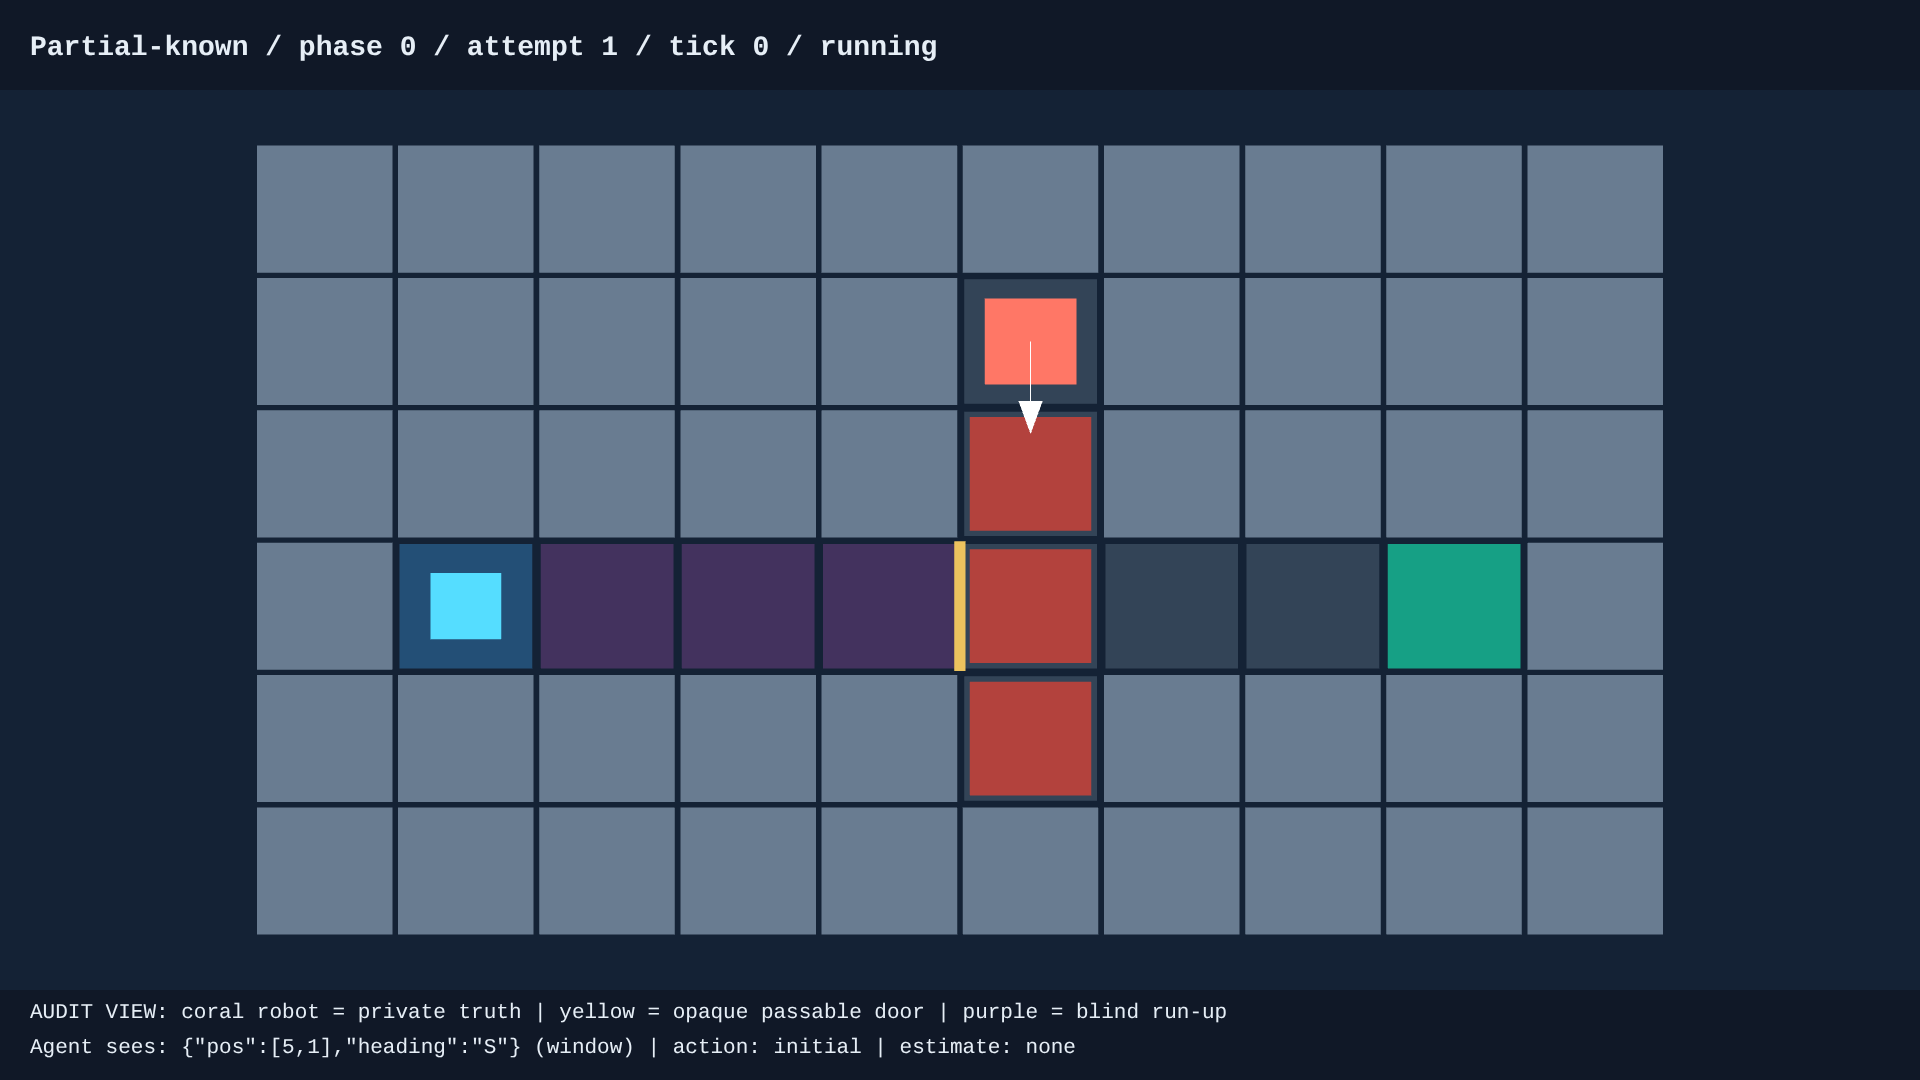 Partial-known / phase 0 / attempt 1 / tick 0 / running
AUDIT VIEW: coral robot = private truth | yellow = opaque passable door | purple = blind run-up
Agent sees: {"pos":[5,1],"heading":"S"} (window) | action: initial | estimate: none